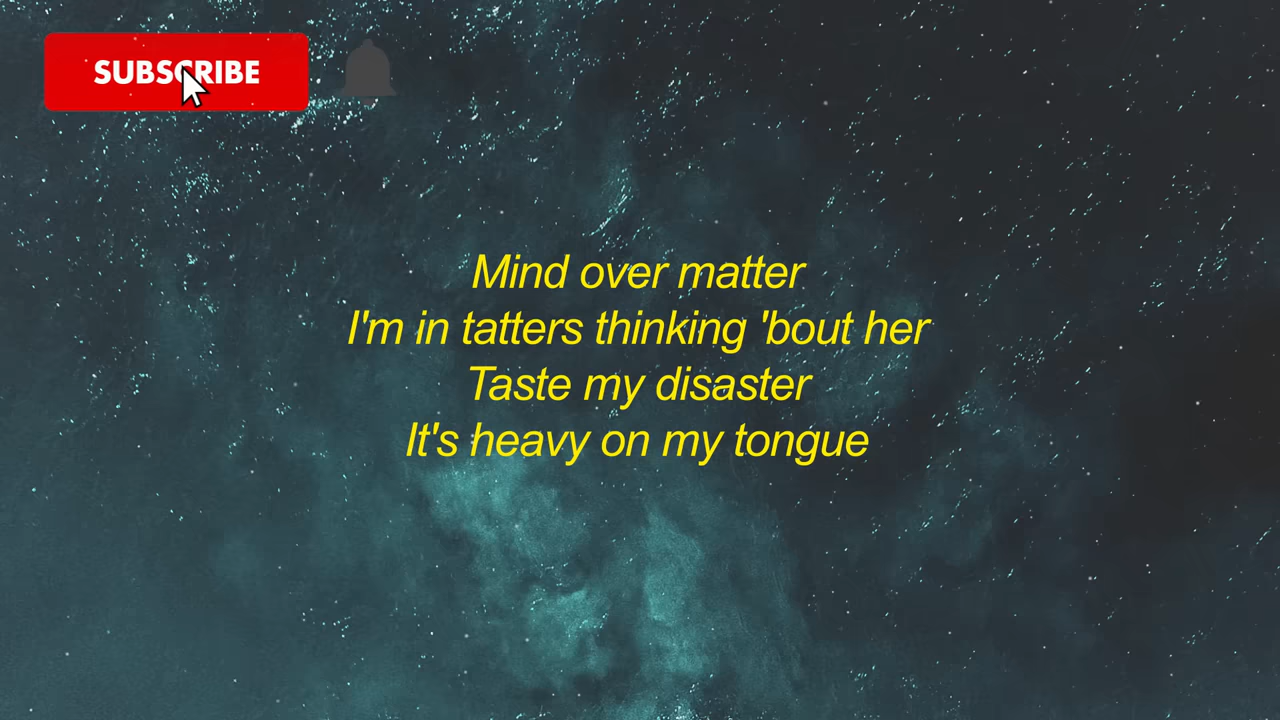 SUBSCRIBE
Mind over matter
I'm in tatters thinking 'bout her
Taste my disaster
It's heavy on my tongue